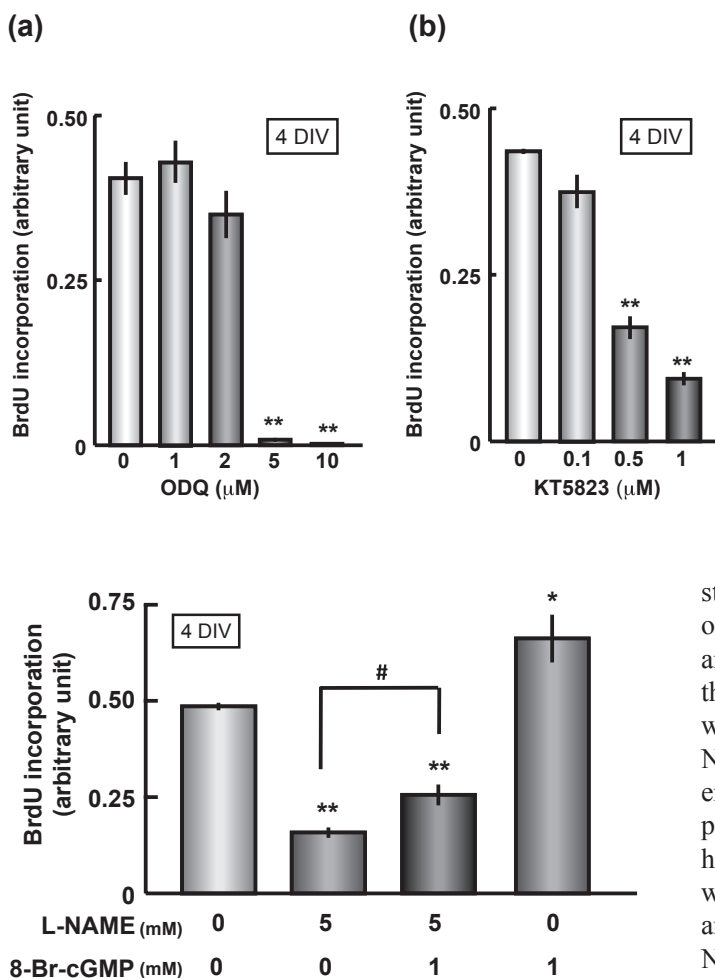 (a)
BrdU incorporation (arbitrary unit)
0.50
0.25
0
4 DIV
** **
0 1 2 5 10
ODQ (μM)
(b)
BrdU incorporation (arbitrary unit)
0.50
0.25
0
4 DIV
**
**
0 0.1 0.5 1
KT5823 (μM)
BrdU incorporation
(arbitrary unit)
0.75
0.50
0.25
0
4 DIV
#
**
**
*
L-NAME (mM) 0 5 5 0
8-Br-cGMP (mM) 0 0 1 1